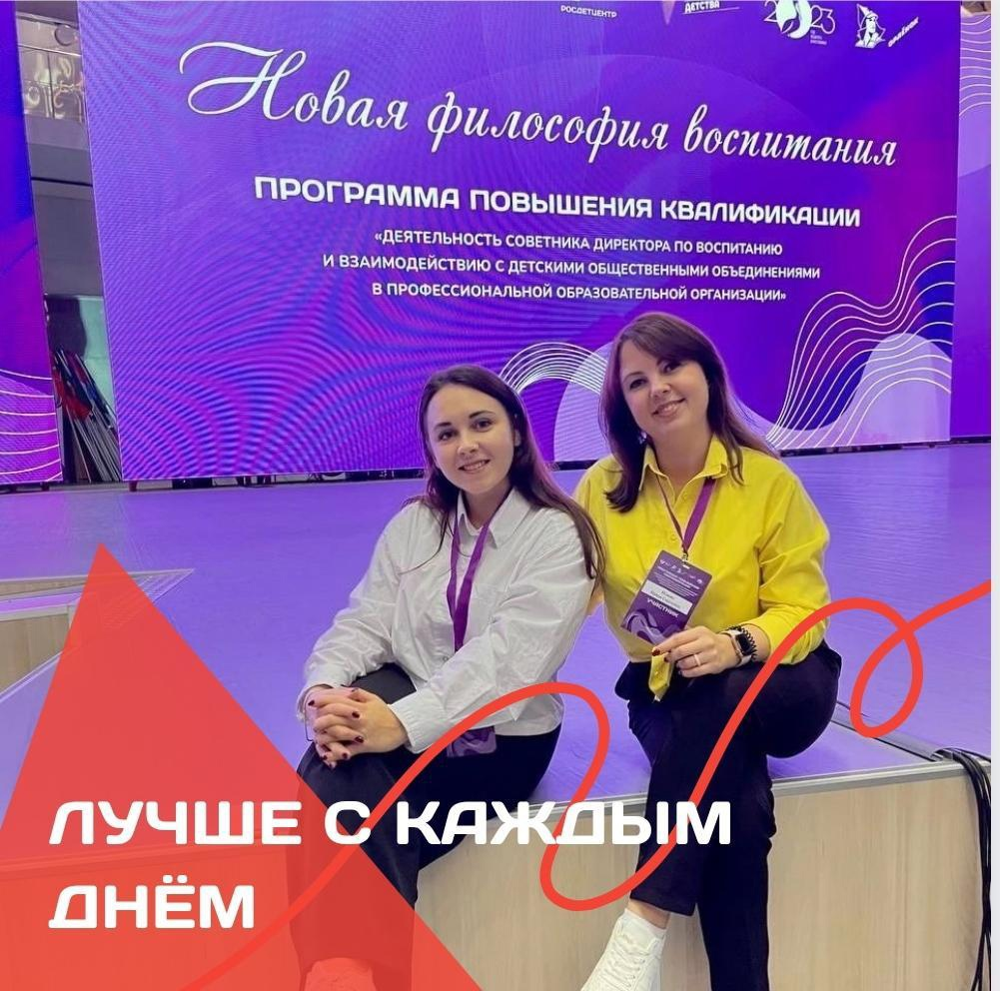 РОСДЕТЦЕНТР
ДЕТСТВА
2023
ОРЛЁНОК
Новая философия воспитания
ПРОГРАММА ПОВЫШЕНИЯ КВАЛИФИКАЦИИ
«ДЕЯТЕЛЬНОСТЬ СОВЕТНИКА ДИРЕКТОРА ПО ВОСПИТАНИЮ
И ВЗАИМОДЕЙСТВИЮ С ДЕТСКИМИ ОБЩЕСТВЕННЫМИ ОБЪЕДИНЕНИЯМИ
В ПРОФЕССИОНАЛЬНОЙ ОБРАЗОВАТЕЛЬНОЙ ОРГАНИЗАЦИИ»
УЧАСТНИК
ЛУЧШЕ С КАЖДЫМ
ДНЁМ